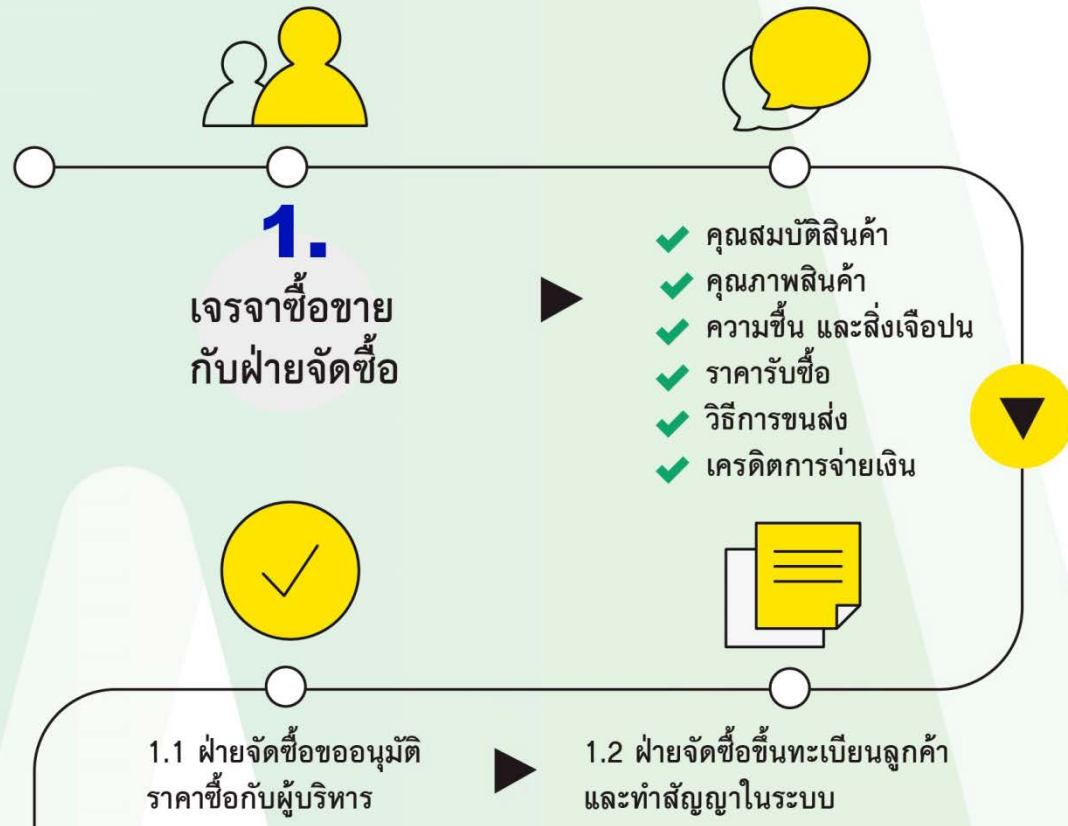 1.
เจรจาซื้อขาย
กับฝ่ายจัดซื้อ
คุณสมบัติสินค้า
คุณภาพสินค้า
ความชื้น และสิ่งเจือปน
ราคารับซื้อ
วิธีการขนส่ง
เครดิตการจ่ายเงิน
1.1 ฝ่ายจัดซื้อขออนุมัติ
ราคาซื้อกับผู้บริหาร
1.2 ฝ่ายจัดซื้อขึ้นทะเบียนลูกค้า
และทำสัญญาในระบบ